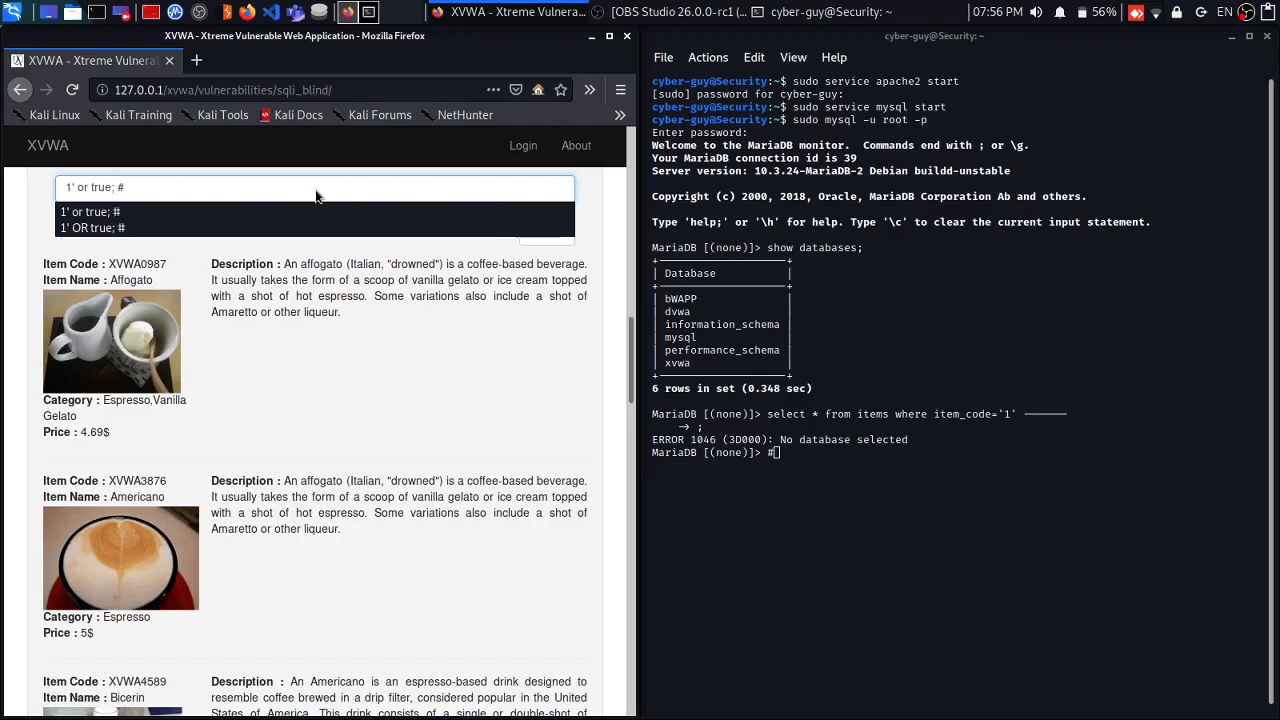 XVWA - Xtreme Vulnera...
[OBS Studio 26.0.0-rc1 (...
cyber-guy@Security: ~
07:56 PM
56%
EN
XVWA - Xtreme Vulnerable Web Application - Mozilla Firefox
XVWA - Xtreme Vulnerab
127.0.0.1/xvwa/vulnerabilities/sqli_blind/
Kali Linux
Kali Training
Kali Tools
Kali Docs
Kali Forums
NetHunter
XVWA
Login
About
1' or true; #
1' or true; #
1' OR true; #
Item Code : XVWA0987
Item Name : Affogato
Category : Espresso,Vanilla
Gelato
Price : 4.69$
Description : An affogato (Italian, "drowned") is a coffee-based beverage.
It usually takes the form of a scoop of vanilla gelato or ice cream topped
with a shot of hot espresso. Some variations also include a shot of
Amaretto or other liqueur.
Item Code : XVWA3876
Item Name : Americano
Category : Espresso
Price : 5$
Description : An affogato (Italian, "drowned") is a coffee-based beverage.
It usually takes the form of a scoop of vanilla gelato or ice cream topped
with a shot of hot espresso. Some variations also include a shot of
Amaretto or other liqueur.
Item Code : XVWA4589
Item Name : Bicerin
Description : An Americano is an espresso-based drink designed to
resemble coffee brewed in a drip filter, considered popular in the United
States of America. This drink consists of a single or double-shot of
cyber-guy@Security: ~
File Actions Edit View Help
cyber-guy@Security:~$ sudo service apache2 start
[sudo] password for cyber-guy:
cyber-guy@Security:~$ sudo service mysql start
cyber-guy@Security:~$ sudo mysql -u root -p
Enter password:
Welcome to the MariaDB monitor. Commands end with ; or \g.
Your MariaDB connection id is 39
Server version: 10.3.24-MariaDB-2 Debian buildd-unstable
Copyright (c) 2000, 2018, Oracle, MariaDB Corporation Ab and others.
Type 'help;' or '\h' for help. Type '\c' to clear the current input statement.
MariaDB [(none)]> show databases;
+--------------------+
| Database           |
+--------------------+
| bWAPP              |
| dvwa               |
| information_schema |
| mysql              |
| performance_schema |
| xvwa               |
+--------------------+
6 rows in set (0.348 sec)
MariaDB [(none)]> select * from items where item_code='1' -------
    -> ;
ERROR 1046 (3D000): No database selected
MariaDB [(none)]> #